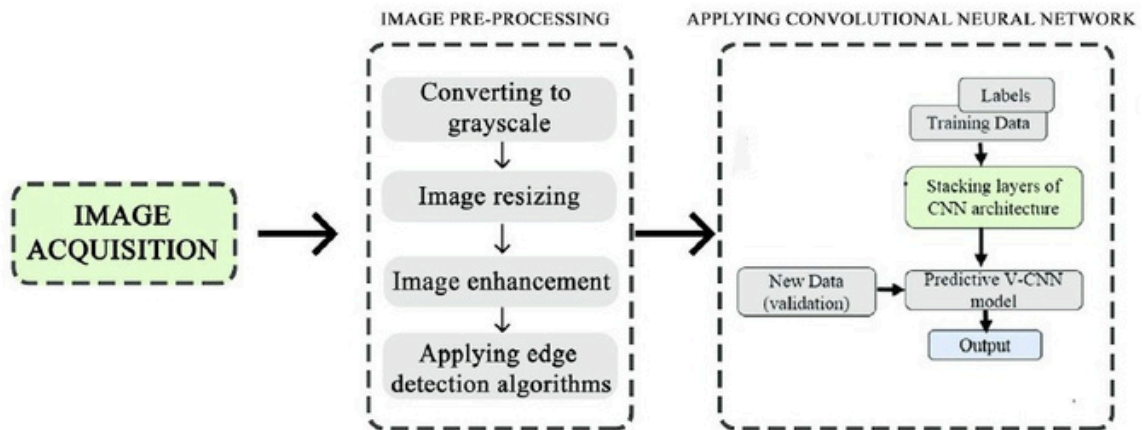 IMAGE PRE-PROCESSING
APPLYING CONVOLUTIONAL NEURAL NETWORK
IMAGE
ACQUISITION
Converting to
grayscale
Image resizing
Image enhancement
Applying edge
detection algorithms
Labels
Training Data
Stacking layers of
CNN architecture
New Data
(validation)
Predictive V-CNN
model
Output